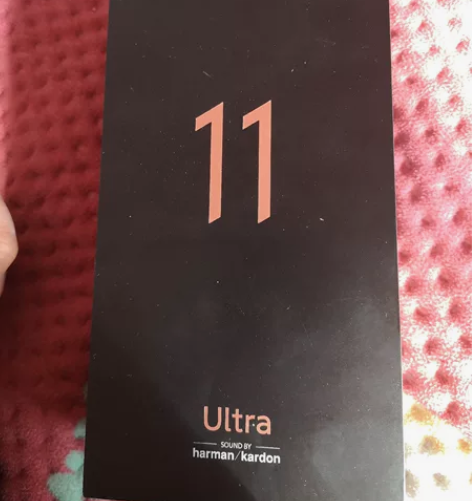 11
Ultra
SOUND BY
harman/kardon